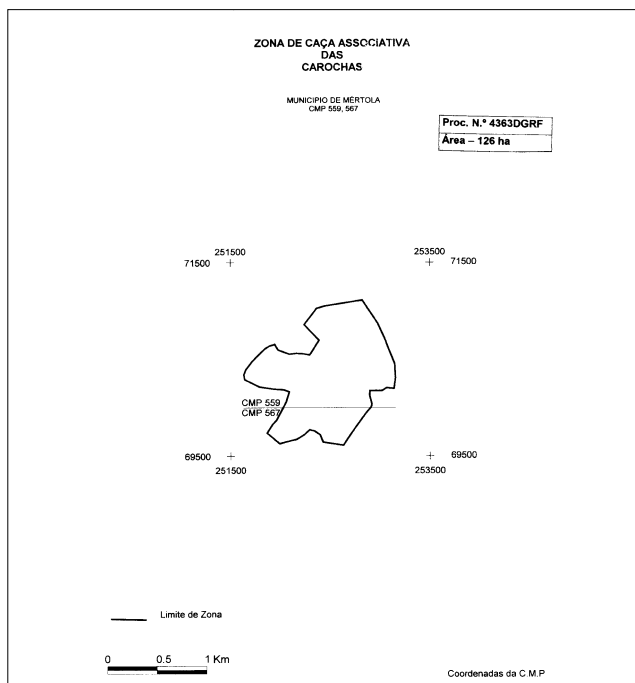 ZONA DE CAÇA ASSOCIATIVA
DAS
CAROCHAS
MUNICIPIO DE MÉRTOLA
CMP 559, 567
Proc. N.º 4363DGRF
Área – 126 ha
251500
253500
71500
71500
CMP 559
CMP 567
69500
69500
251500
253500
Limite de Zona
0 0.5 1 Km
Coordenadas da C.M.P